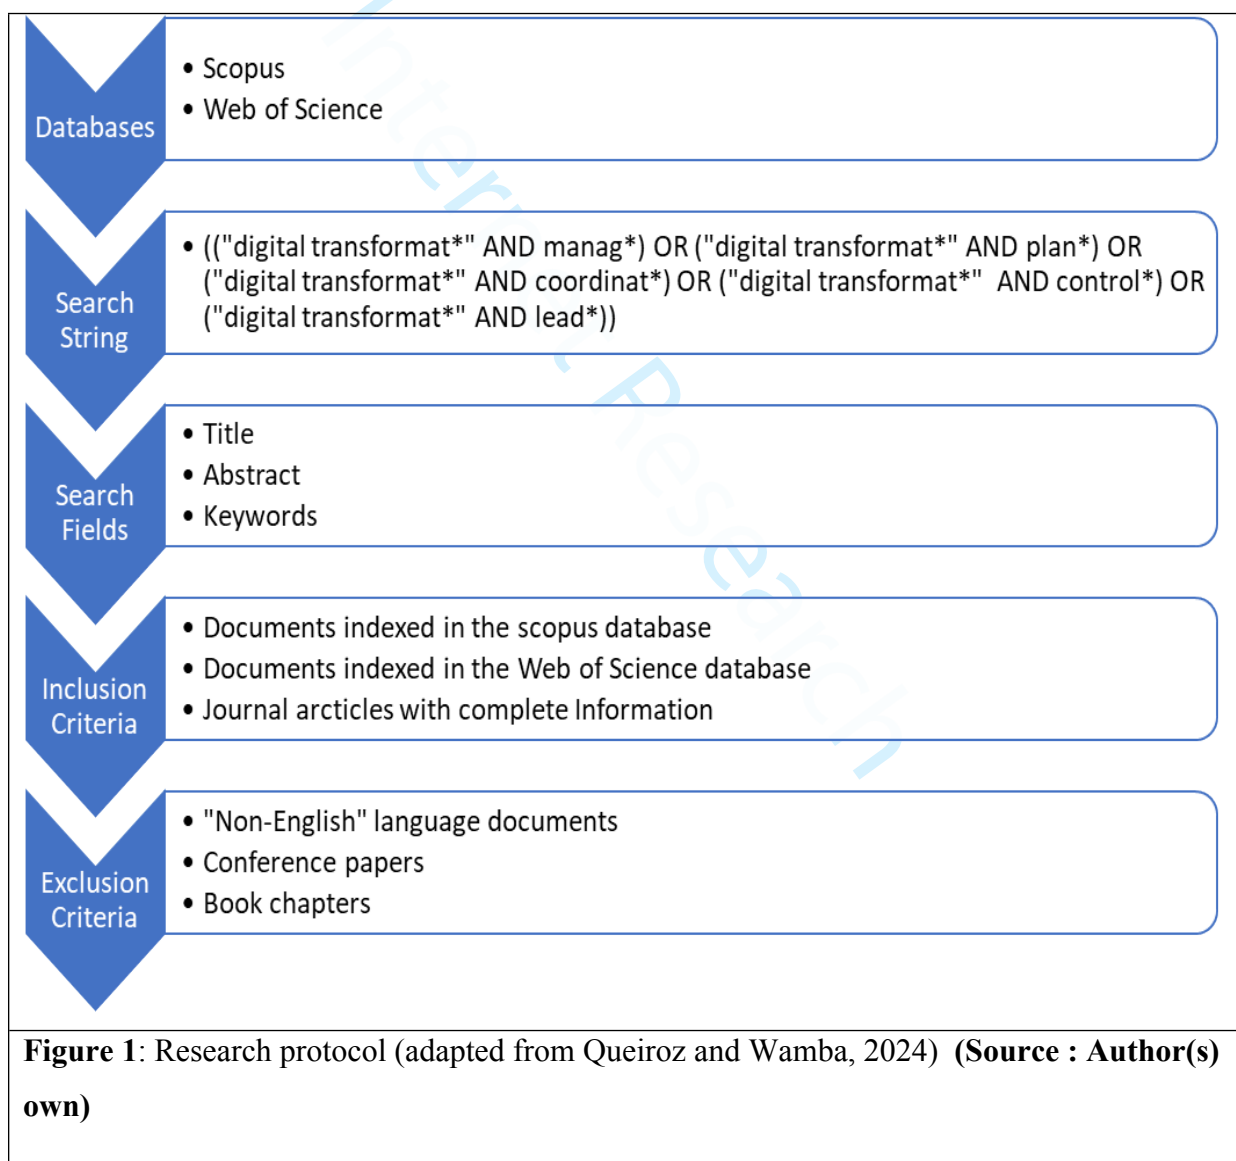 Databases
• Scopus
• Web of Science
Search
String
• (("digital transformat*" AND manag*) OR ("digital transformat*" AND plan*) OR
("digital transformat*" AND coordinat*) OR ("digital transformat*"  AND control*) OR
("digital transformat*" AND lead*))
Search
Fields
• Title
• Abstract
• Keywords
Inclusion
Criteria
• Documents indexed in the scopus database
• Documents indexed in the Web of Science database
• Journal arcticles with complete Information
Exclusion
Criteria
• "Non-English" language documents
• Conference papers
• Book chapters
Internet Research
Figure 1: Research protocol (adapted from Queiroz and Wamba, 2024)  (Source : Author(s)
own)